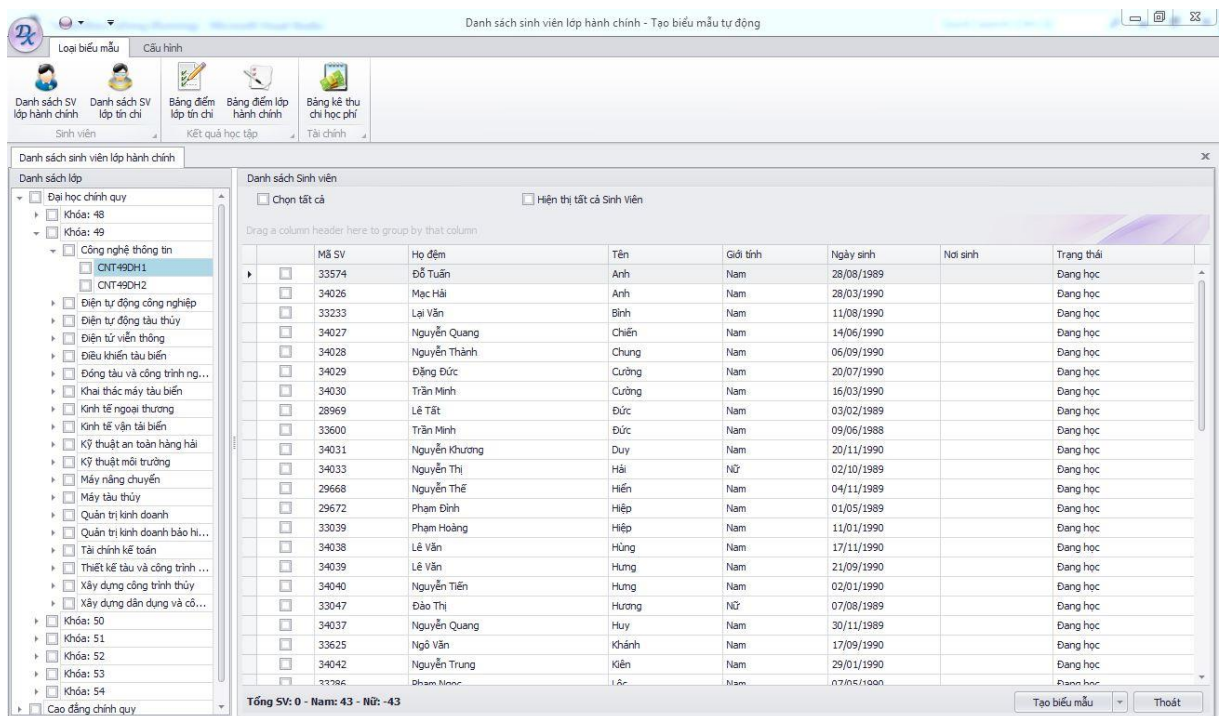 Danh sách sinh viên lớp hành chính - Tạo biểu mẫu tự động
Loại biểu mẫu Cấu hình
Danh sách SV lớp hành chính
Danh sách SV lớp tín chỉ
Bảng điểm lớp tín chỉ
Bảng điểm lớp hành chính
Bảng kê thu chi học phí
Sinh viên Kết quả học tập Tài chính
Danh sách sinh viên lớp hành chính
Danh sách lớp
Đại học chính quy
Khóa: 48
Khóa: 49
Công nghệ thông tin
CNT49DH1
CNT49DH2
Điện tự động công nghiệp
Điện tự động tàu thủy
Điện tử viễn thông
Điều khiển tàu biển
Đóng tàu và công trình ng...
Khai thác máy tàu biển
Kinh tế ngoại thương
Kinh tế vận tải biển
Kỹ thuật an toàn hàng hải
Kỹ thuật môi trường
Máy nâng chuyển
Máy tàu thủy
Quản trị kinh doanh
Quản trị kinh doanh bảo hi...
Tài chính kế toán
Thiết kế tàu và công trình ...
Xây dựng công trình thủy
Xây dựng dân dụng và cô...
Khóa: 50
Khóa: 51
Khóa: 52
Khóa: 53
Khóa: 54
Cao đẳng chính quy
Danh sách Sinh viên
Chọn tất cả Hiện thị tất cả Sinh Viên
Drag a column header here to group by that column
Mã SV Họ đệm Tên Giới tính Ngày sinh Nơi sinh Trạng thái
33574 Đỗ Tuấn Anh Nam 28/08/1989 Đang học
34026 Mạc Hải Anh Nam 28/03/1990 Đang học
33233 Lại Văn Bình Nam 11/08/1990 Đang học
34027 Nguyễn Quang Chiến Nam 14/06/1990 Đang học
34028 Nguyễn Thành Chung Nam 06/09/1990 Đang học
34029 Đặng Đức Cường Nam 20/07/1990 Đang học
34030 Trần Minh Cường Nam 16/03/1990 Đang học
28969 Lê Tất Đức Nam 03/02/1989 Đang học
33600 Trần Minh Đức Nam 09/06/1988 Đang học
34031 Nguyễn Khương Duy Nam 20/11/1990 Đang học
34033 Nguyễn Thị Hải Nữ 02/10/1989 Đang học
29668 Nguyễn Thế Hiển Nam 04/11/1989 Đang học
29672 Phạm Đình Hiệp Nam 01/05/1989 Đang học
33039 Phạm Hoàng Hiệp Nam 11/01/1990 Đang học
34038 Lê Văn Hùng Nam 17/11/1990 Đang học
34039 Lê Văn Hưng Nam 21/09/1990 Đang học
34040 Nguyễn Tiến Hưng Nam 02/01/1990 Đang học
33047 Đào Thị Hương Nữ 07/08/1989 Đang học
34037 Nguyễn Quang Huy Nam 30/11/1989 Đang học
33625 Ngô Văn Khánh Nam 17/09/1990 Đang học
34042 Nguyễn Trung Kiên Nam 29/01/1990 Đang học
33286 Phạm Ngọc Lộc Nam 07/05/1990 Đang học
Tổng SV: 0 - Nam: 43 - Nữ: -43
Tạo biểu mẫu Thoát